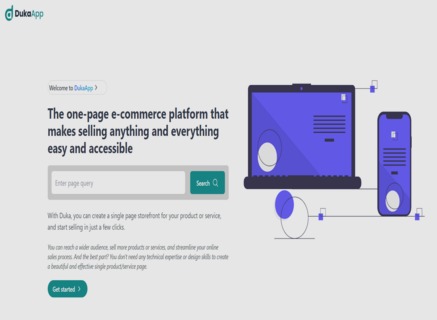 DukaApp
Welcome to DukaApp >
The one-page e-commerce platform that
makes selling anything and everything
easy and accessible
Enter page query
Search
With Duka, you can create a single page storefront for your product or service,
and start selling in just a few clicks.
You can reach a wider audience, sell more products or services, and streamline your online
sales process. And the best part? You don't need any technical expertise or design skills to create
a beautiful and effective single product/service page.
Get started >